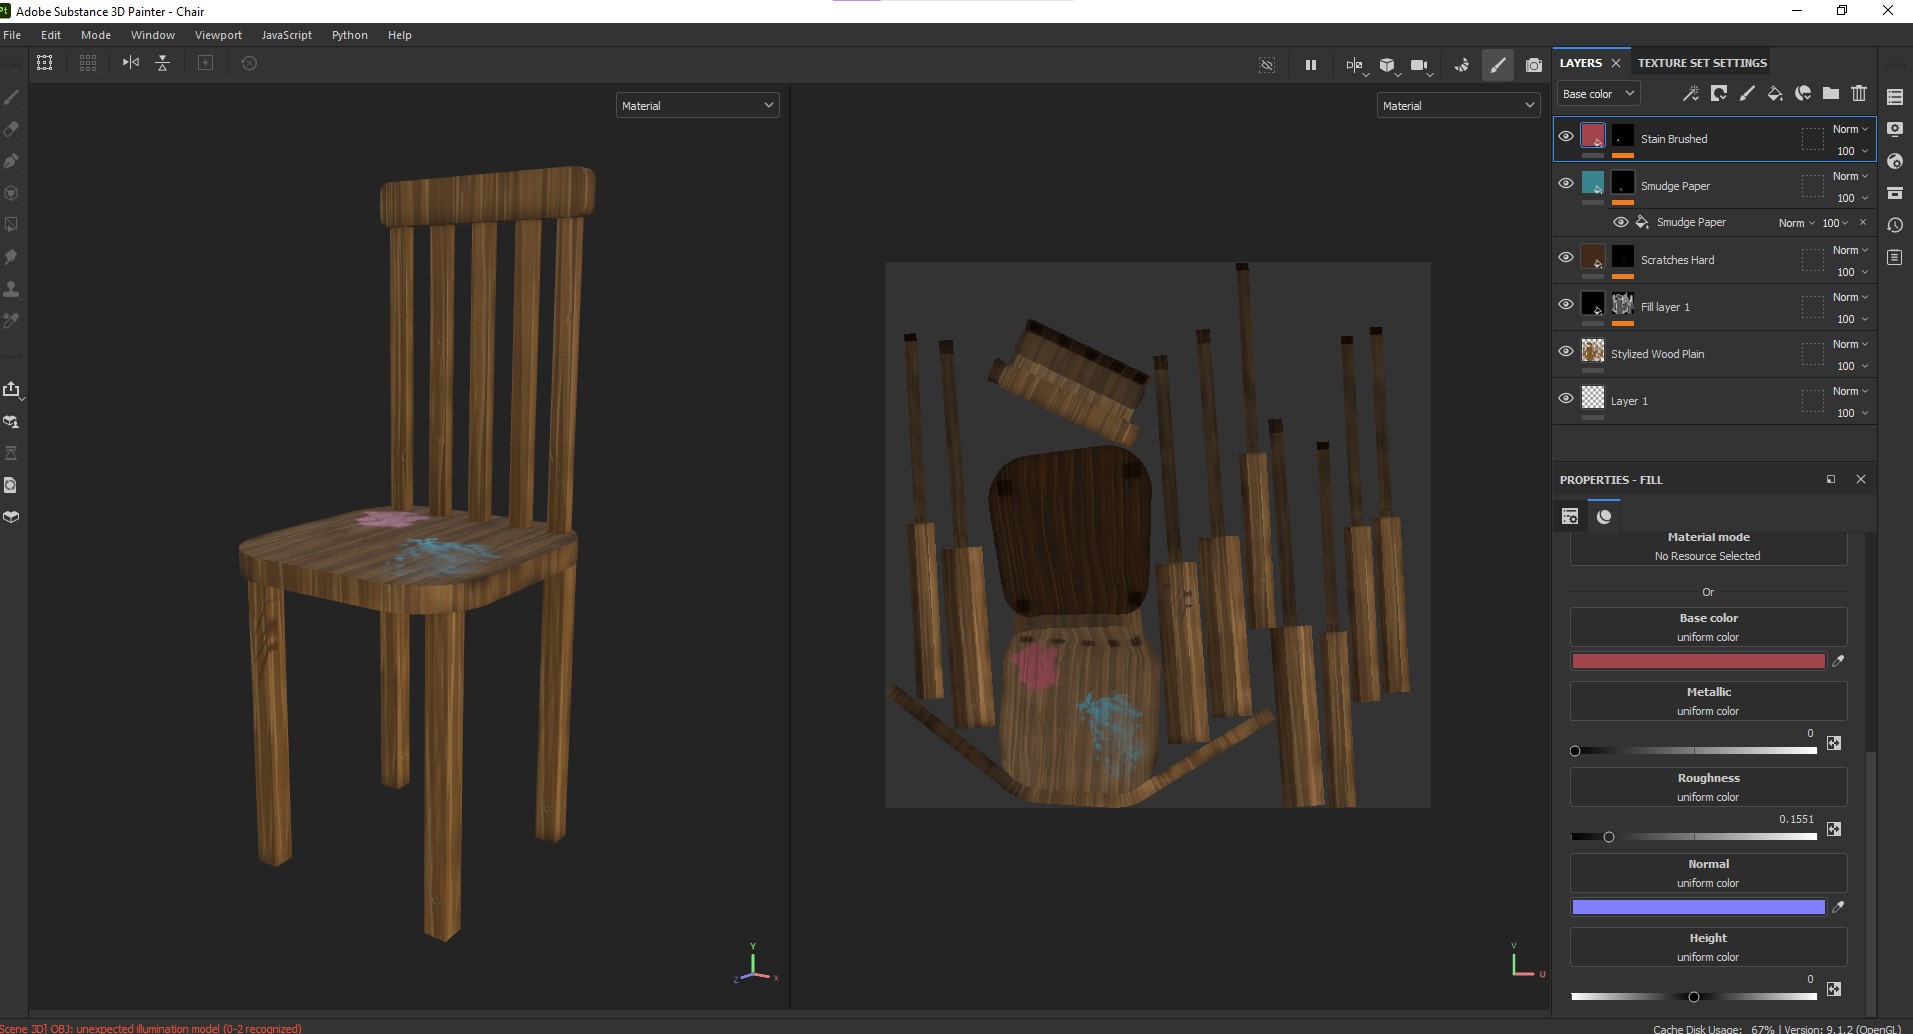 Pt Adobe Substance 3D Painter - Chair
File Edit Mode Window Viewport JavaScript Python Help
Material
Material
LAYERS TEXTURE SET SETTINGS
Base color
Stain Brushed Norm
100
Smudge Paper Norm
100
Smudge Paper Norm 100
Scratches Hard Norm
100
Fill layer 1 Norm
100
Stylized Wood Plain Norm
100
Layer 1 Norm
100
PROPERTIES - FILL
Material mode
No Resource Selected
Or
Base color
uniform color
Metallic
uniform color
0
Roughness
uniform color
0.1551
Normal
uniform color
Height
uniform color
0
Y
Z X
V
U
Scene 3D] OBJ: unexpected illumination model (0-2 recognized)
Cache Disk Usage: 67% | Version: 9.1.2 (OpenGL)